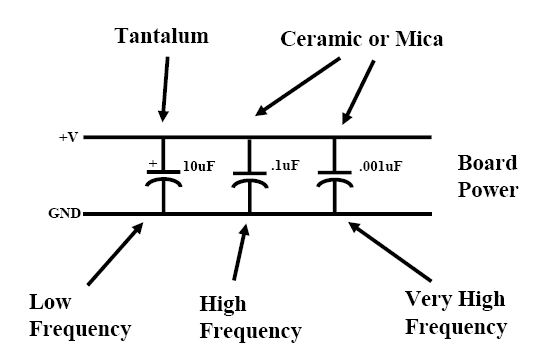 Tantalum
Ceramic or Mica
+V
+
10uF
.1uF
.001uF
Board
Power
GND
Low
Frequency
High
Frequency
Very High
Frequency